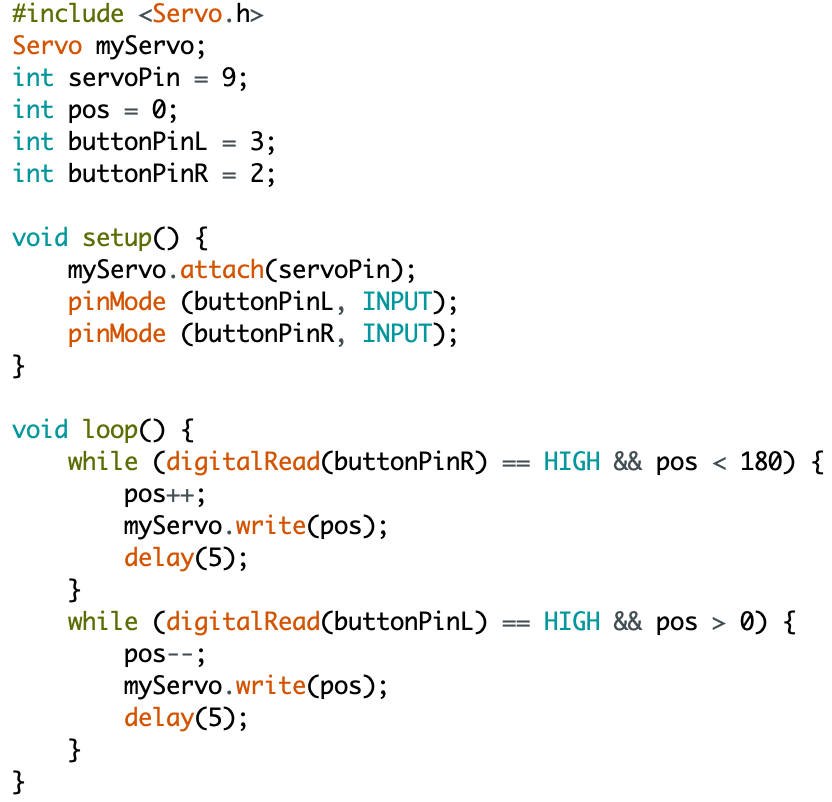 #include <Servo.h>
Servo myServo;
int servoPin = 9;
int pos = 0;
int buttonPinL = 3;
int buttonPinR = 2;

void setup() {
    myServo.attach(servoPin);
    pinMode (buttonPinL, INPUT);
    pinMode (buttonPinR, INPUT);
}

void loop() {
    while (digitalRead(buttonPinR) == HIGH && pos < 180) {
        pos++;
        myServo.write(pos);
        delay(5);
    }
    while (digitalRead(buttonPinL) == HIGH && pos > 0) {
        pos--;
        myServo.write(pos);
        delay(5);
    }
}